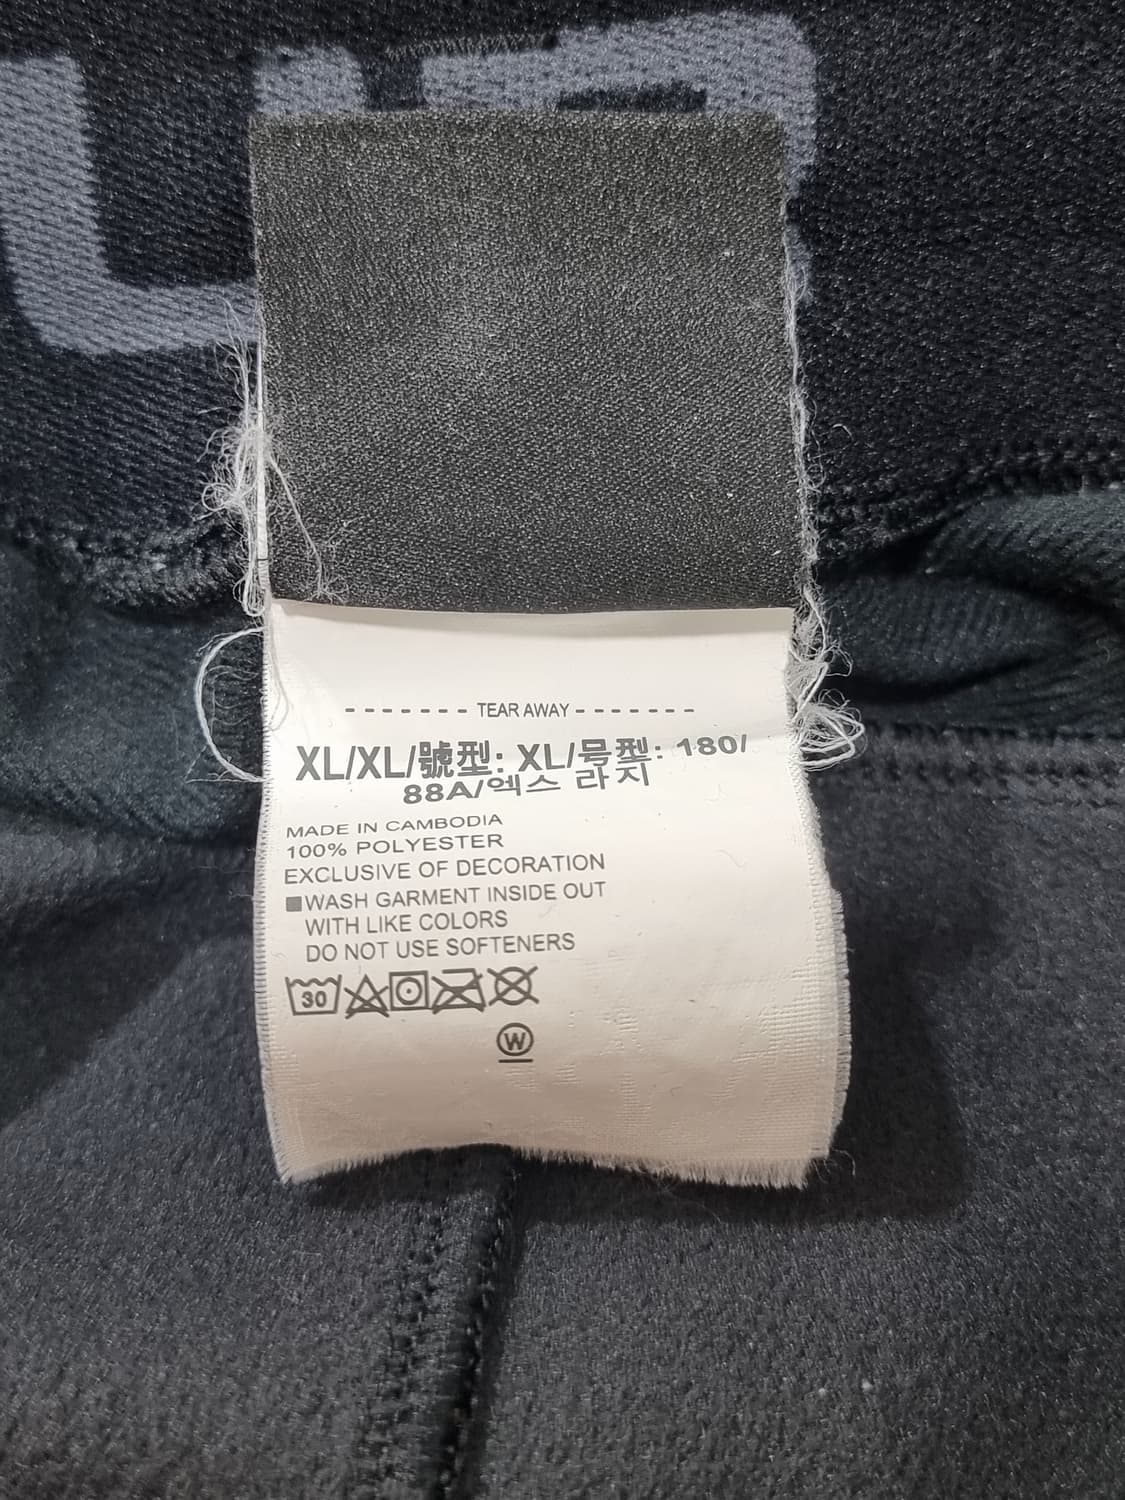 - - - - - - - TEAR AWAY - - - - - - -
XL/XL/號型: XL/号型: 180/
88A/엑스 라지
MADE IN CAMBODIA
100% POLYESTER
EXCLUSIVE OF DECORATION
■WASH GARMENT INSIDE OUT
WITH LIKE COLORS
DO NOT USE SOFTENERS
30
W